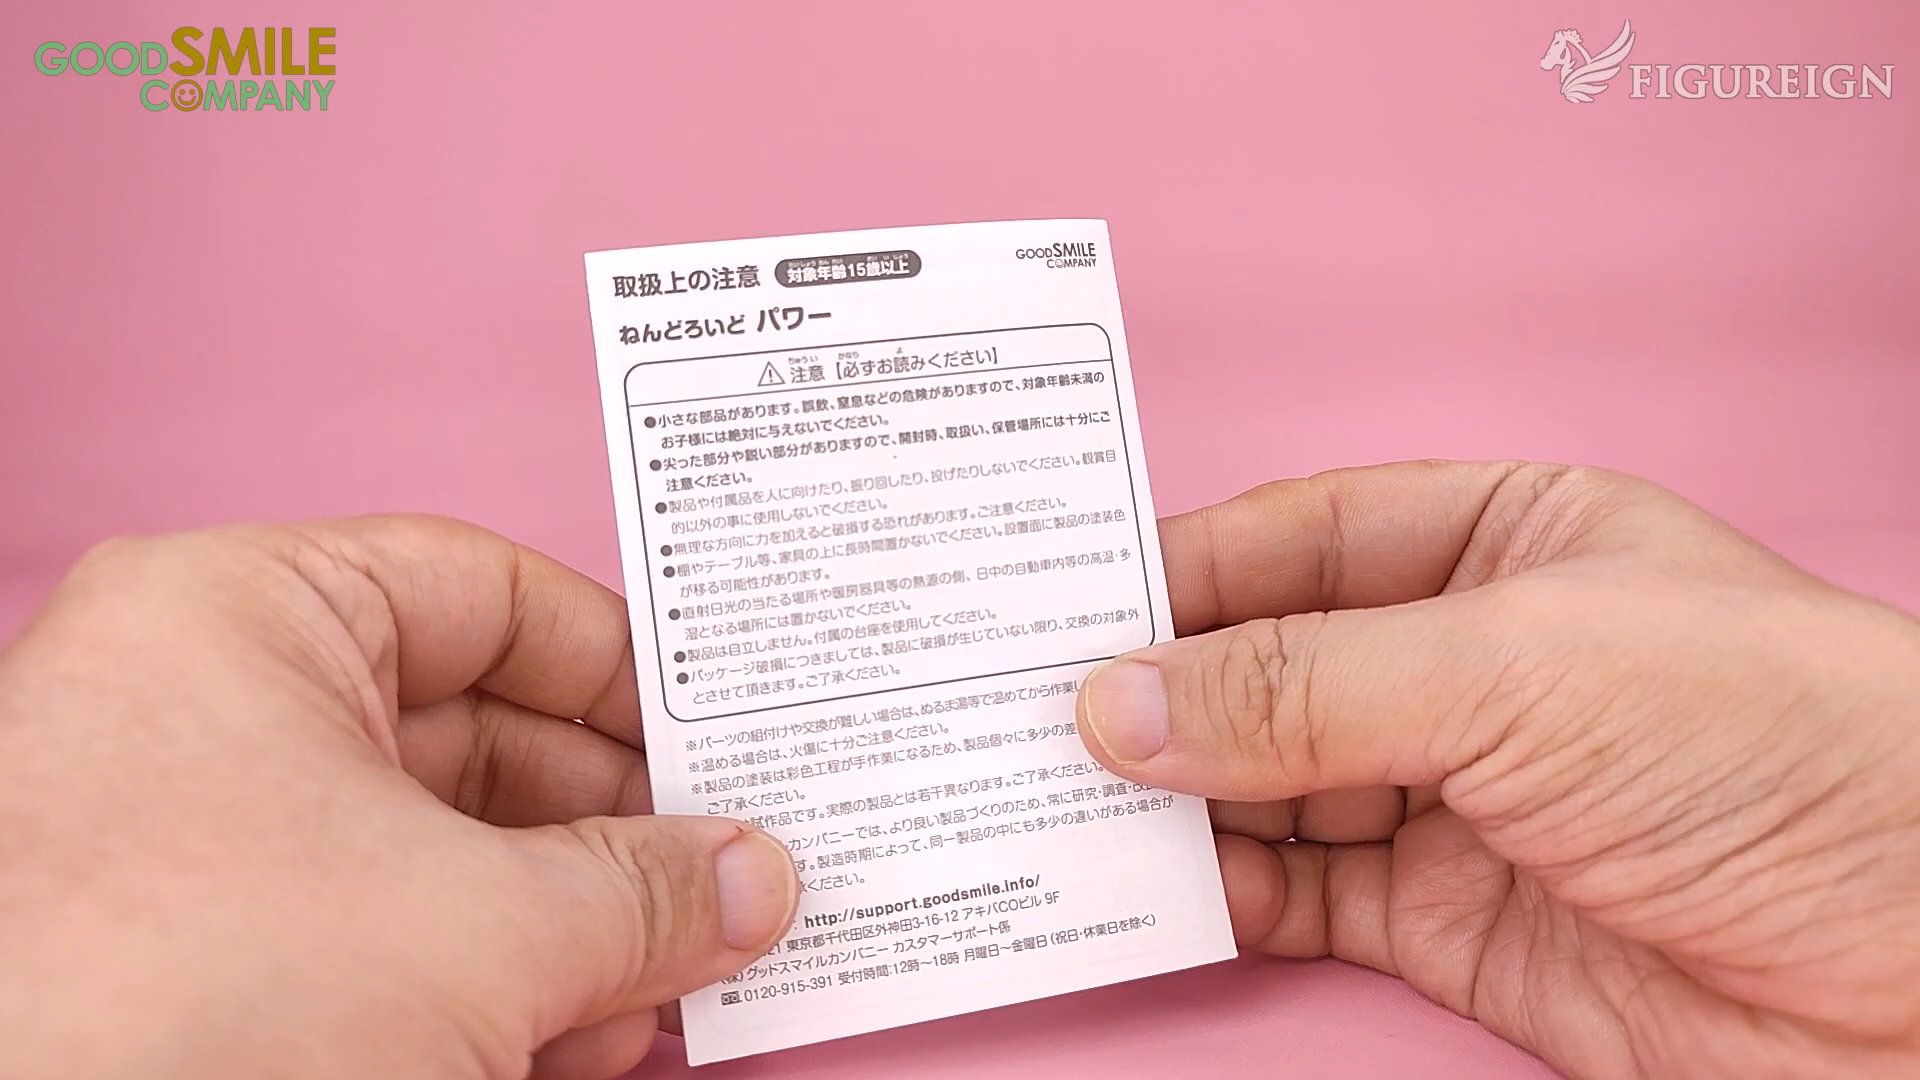 GOODSMILE
COMPANY
FIGUREIGN
取扱上の注意 対象年齢15歳以上
GOODSMILE
COMPANY
ねんどろいど パワー
注意【必ずお読みください】
●小さな部品があります。誤飲、窒息などの危険がありますので、対象年齢未満の
お子様には絶対に与えないでください。
●尖った部分や鋭い部分がありますので、開封時、取扱い、保管場所には十分にご
注意ください。
●製品や付属品を人に向けたり、振り回したり、投げたりしないでください。観賞目
的以外の事に使用しないでください。
●無理な方向に力を加えると破損する恐れがあります。ご注意ください。
●棚やテーブル等、家具の上に長時間置かないでください。設置面に製品の塗装色
が移る可能性があります。
●直射日光の当たる場所や暖房器具等の熱源の側、日中の自動車内等の高温・多
湿となる場所には置かないでください。
●製品は自立しません。付属の台座を使用してください。
●パッケージ破損につきましては、製品に破損が生じていない限り、交換の対象外
とさせて頂きます。ご了承ください。
※パーツの組付けや交換が難しい場合は、ぬるま湯等で温めてから作業し
※温める場合は、火傷に十分ご注意ください。
※製品の塗装は彩色工程が手作業になるため、製品個々に多少の差
ご了承ください。
試作品です。実際の製品とは若干異なります。ご了承ください。
カンパニーでは、より良い製品づくりのため、常に研究・調査・改
す。製造時期によって、同一製品の中にも多少の違いがある場合が
ください。
: http://support.goodsmile.info/
21 東京都千代田区外神田3-16-12 アキバCOビル 9F
(株)グッドスマイルカンパニー カスタマーサポート係
0120-915-391 受付時間:12時〜18時 月曜日〜金曜日(祝日・休業日を除く)